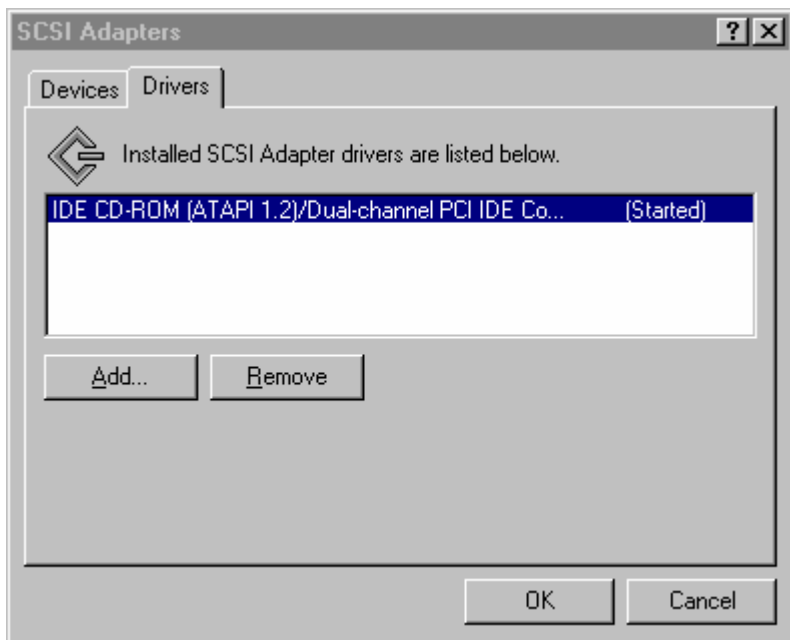 SCSI Adapters
Devices Drivers
Installed SCSI Adapter drivers are listed below.
IDE CD-ROM (ATAPI 1.2)/Dual-channel PCI IDE Co... (Started)
Add... Remove
OK Cancel